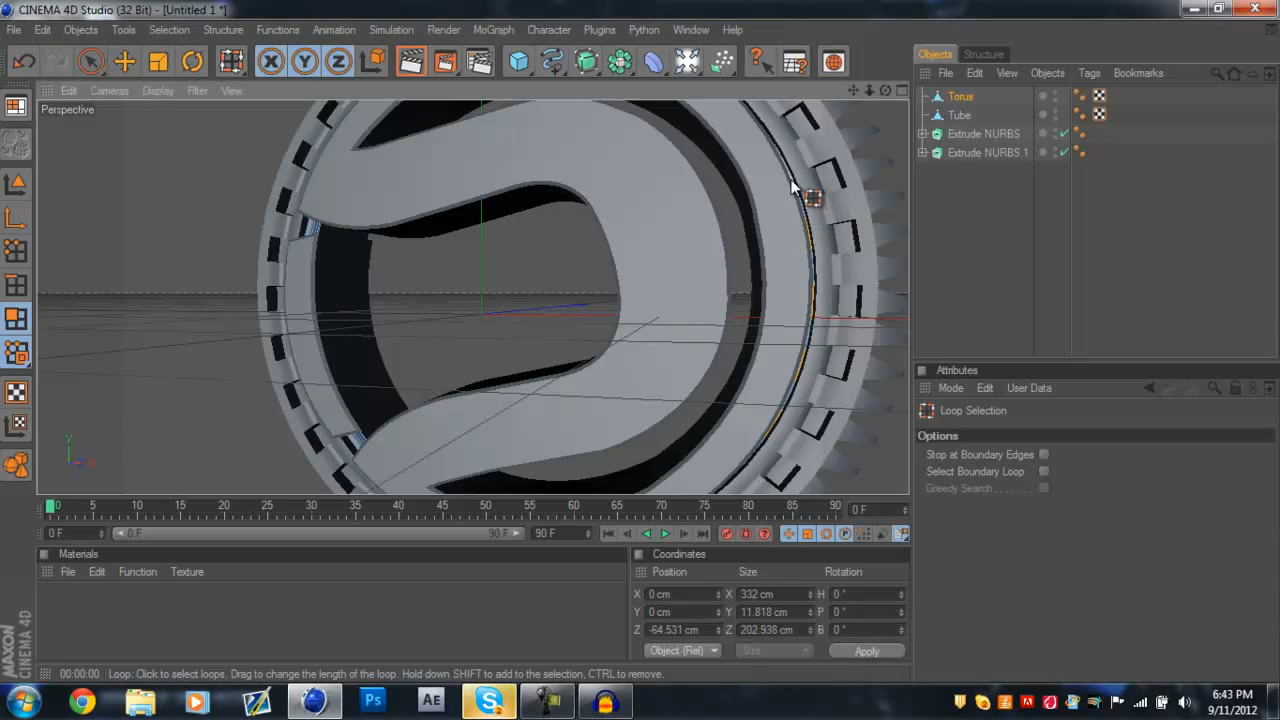 CINEMA 4D Studio (32 Bit) - [Untitled 1 *]
File Edit Objects Tools Selection Structure Functions Animation Simulation Render MoGraph Character Plugins Python Window Help
Objects Structure
File Edit View Objects Tags Bookmarks
Edit Cameras Display Filter View
Perspective
Torus
Tube
Extrude NURBS
Extrude NURBS 1
Y
X
Attributes
Mode Edit User Data
Loop Selection
Options
Stop at Boundary Edges
Select Boundary Loop
Greedy Search . . . . . . .
0 5 10 15 20 25 30 35 40 45 50 55 60 65 70 75 80 85 90 0 F
0 F 0 F 90 F 90 F
Materials
File Edit Function Texture
Coordinates
Position Size Rotation
X 0 cm X 332 cm H 0 °
Y 0 cm Y 11.818 cm P 0 °
Z -64.531 cm Z 202.938 cm B 0 °
Object (Rel) Size Apply
MAXON CINEMA 4D
00:00:00 Loop: Click to select loops. Drag to change the length of the loop. Hold down SHIFT to add to the selection, CTRL to remove.
Ps Ae
6:43 PM
9/11/2012